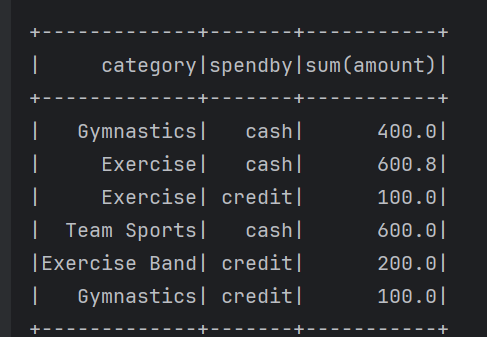 +-------------+-------+-----------+
|     category|spendby|sum(amount)|
+-------------+-------+-----------+
|   Gymnastics|   cash|      400.0|
|     Exercise|   cash|      600.8|
|     Exercise| credit|      100.0|
|  Team Sports|   cash|      600.0|
|Exercise Band| credit|      200.0|
|   Gymnastics| credit|      100.0|
+-------------+-------+-----------+